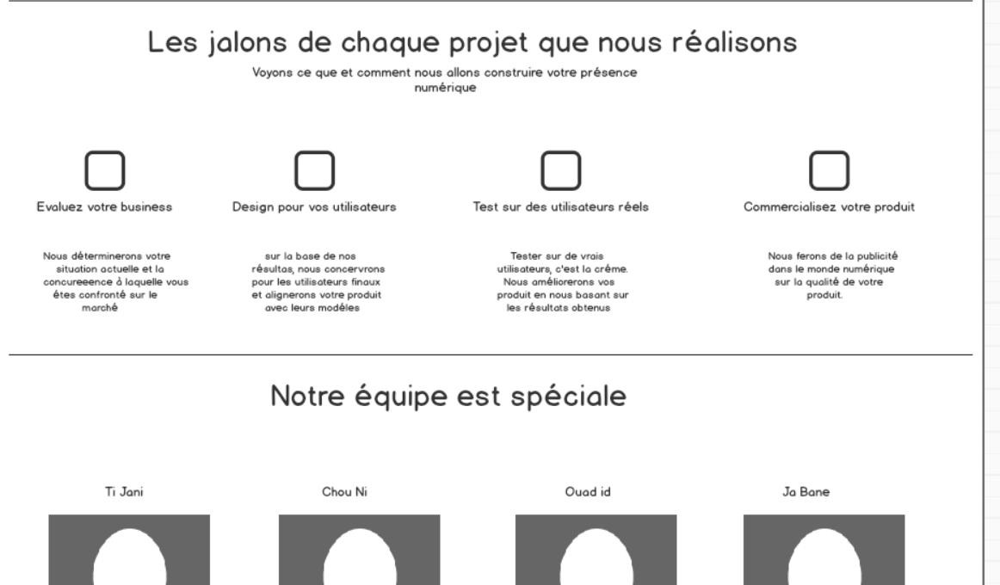 Les jalons de chaque projet que nous réalisons
Voyons ce que et comment nous allons construire votre présence
numérique
Evaluez votre business
Design pour vos utilisateurs
Test sur des utilisateurs réels
Commercialisez votre produit
Nous déterminerons votre
situation actuelle et la
concureeence à laquelle vous
étes confronté sur le
marché
sur la base de nos
résultas, nous concervrons
pour les utilisateurs finaux
et alignerons votre produit
avec leurs modéles
Tester sur de vrais
utilisateurs, c'est la créme.
Nous améliorerons vos
produit en nous basant sur
les résultats obtenus
Nous ferons de la publicité
dans le monde numérique
sur la qualité de votre
produit.
Notre équipe est spéciale
Ti Jani
Chou Ni
Ouad id
Ja Bane